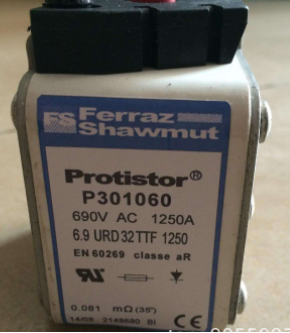 FS Ferraz
Shawmut
Protistor®
P301060
690V AC 1250A
6.9 URD 32 TTF 1250
EN 60269 classe aR
0.081 mΩ (35°)
CE